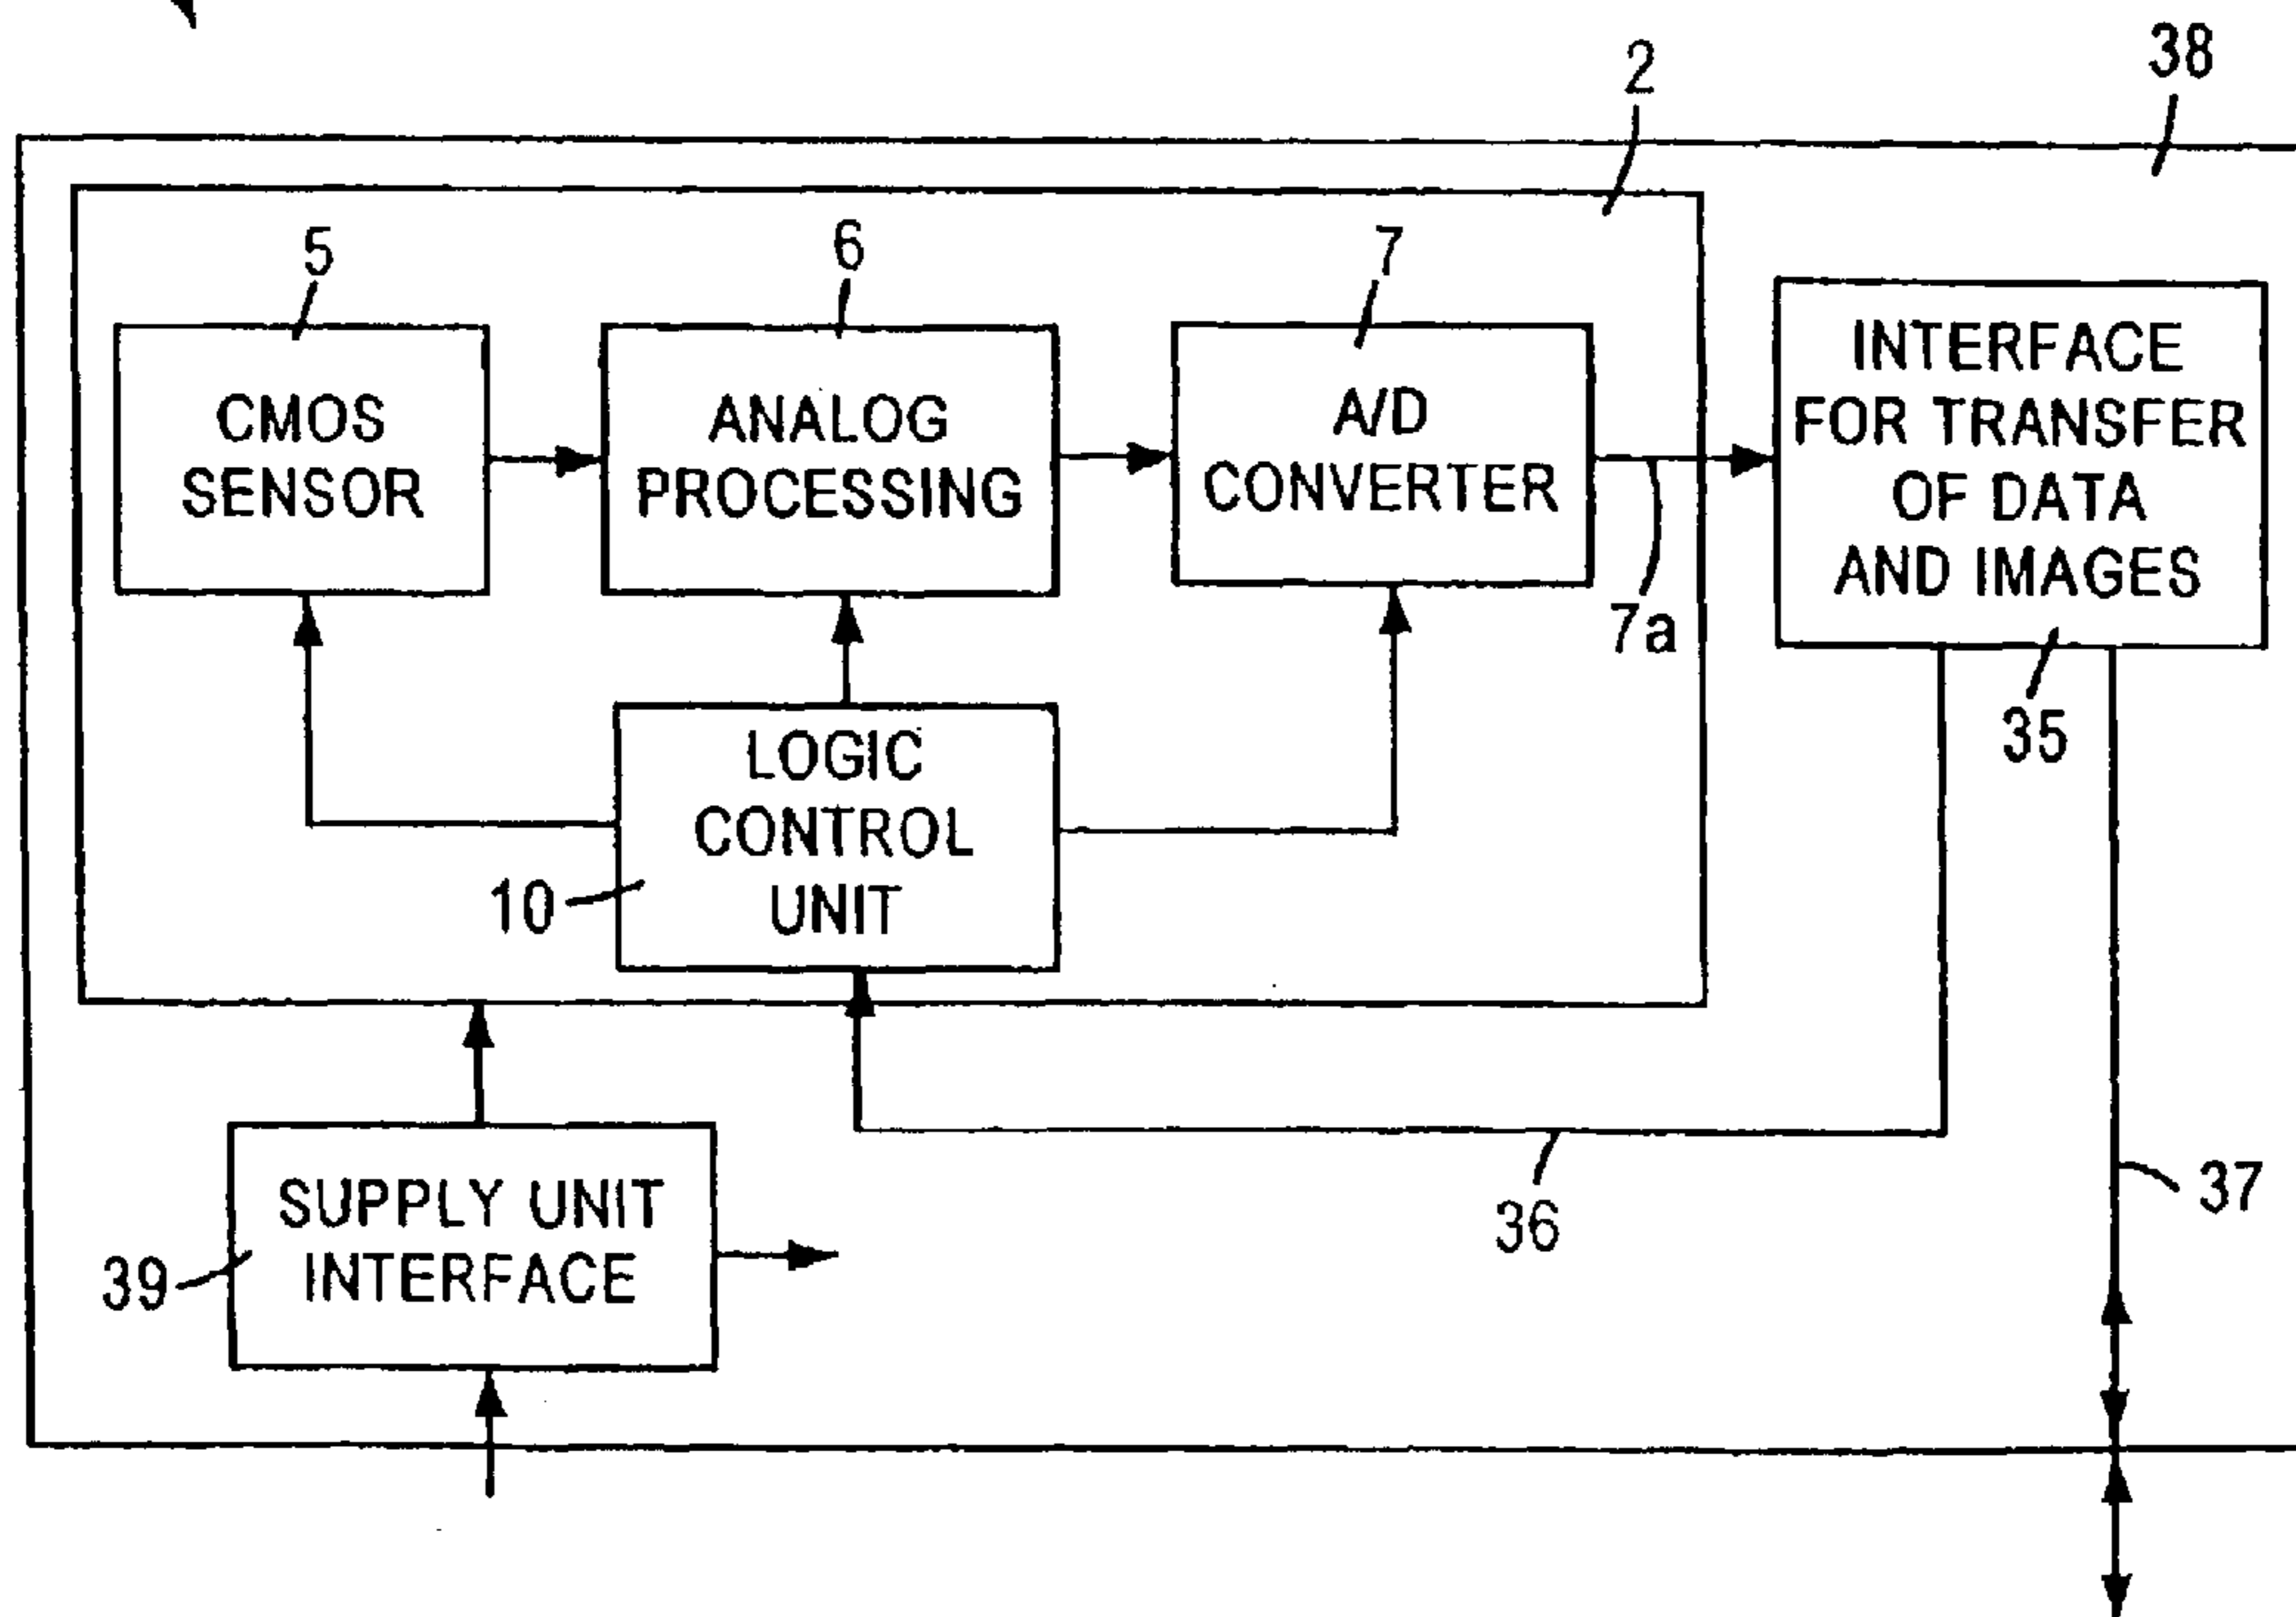 38
2
5
6
7
CMOS
SENSOR
ANALOG
PROCESSING
A/D
CONVERTER
INTERFACE
FOR TRANSFER
OF DATA
AND IMAGES
7a
35
LOGIC
CONTROL
UNIT
10
36
37
SUPPLY UNIT
INTERFACE
39